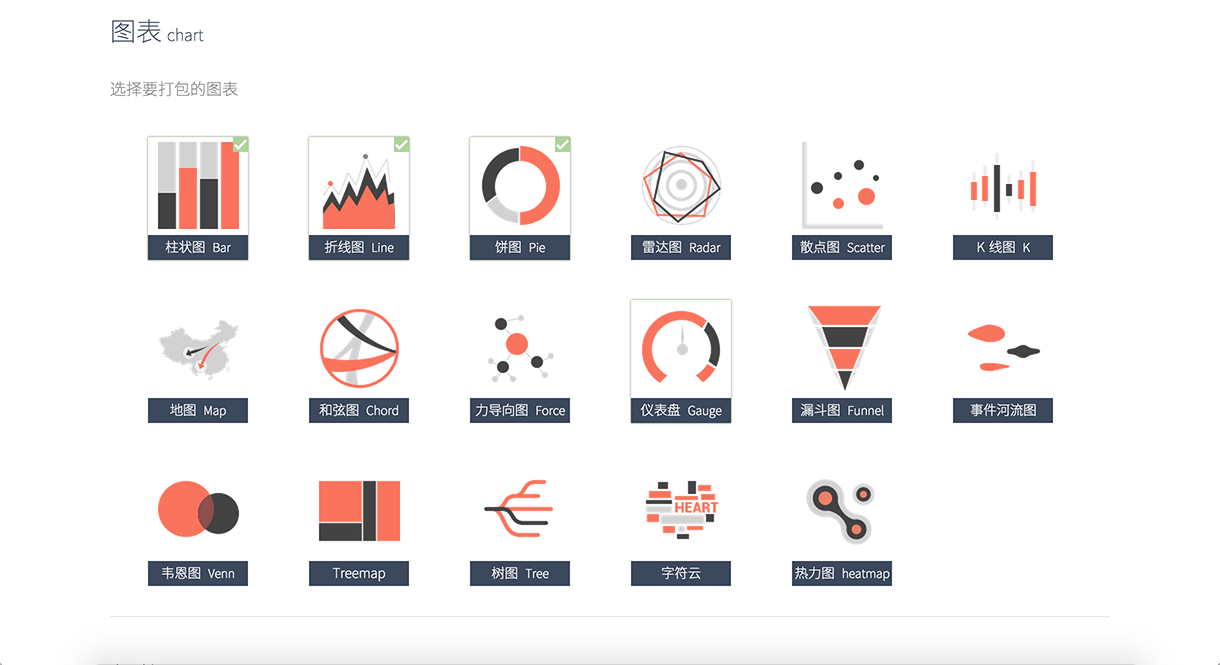 图表 chart
选择要打包的图表
柱状图 Bar
折线图 Line
饼图 Pie
雷达图 Radar
散点图 Scatter
K 线图 K
地图 Map
和弦图 Chord
力导向图 Force
仪表盘 Gauge
漏斗图 Funnel
事件河流图
HEART
韦恩图 Venn
Treemap
树图 Tree
字符云
热力图 heatmap